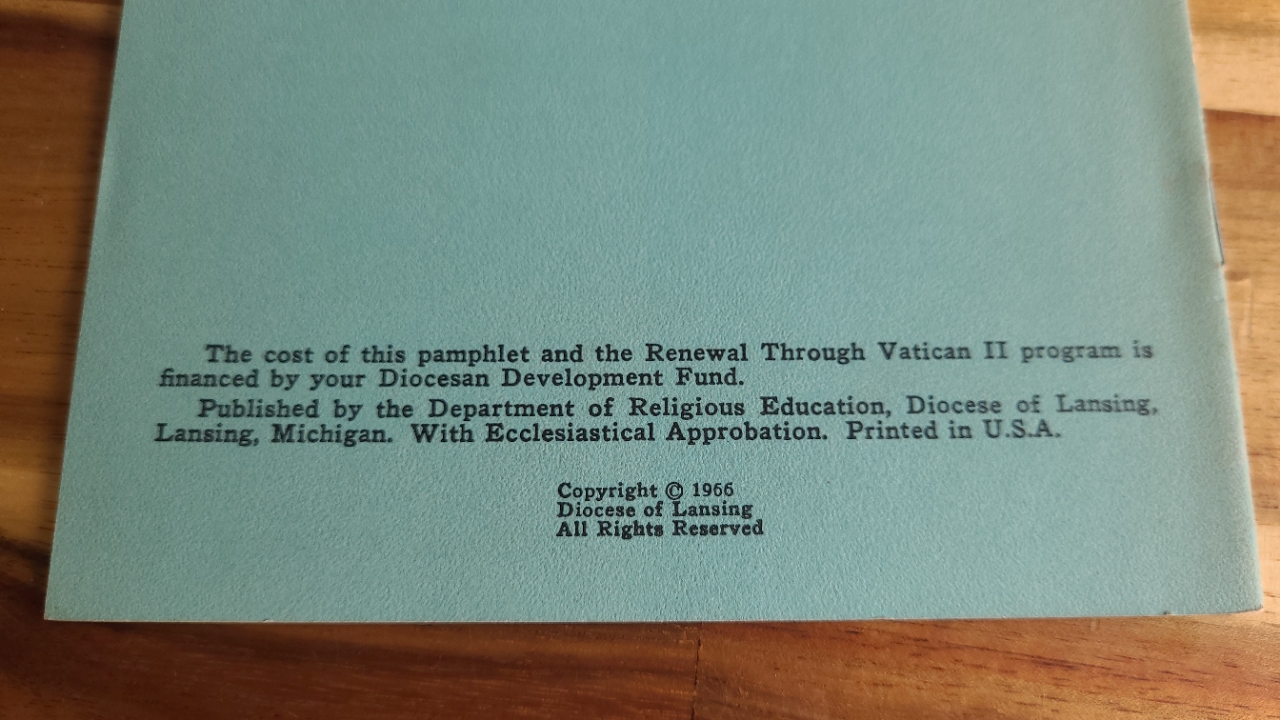 The cost of this pamphlet and the Renewal Through Vatican II program is
financed by your Diocesan Development Fund.
Published by the Department of Religious Education, Diocese of Lansing,
Lansing, Michigan. With Ecclesiastical Approbation. Printed in U.S.A.
Copyright © 1966
Diocese of Lansing
All Rights Reserved